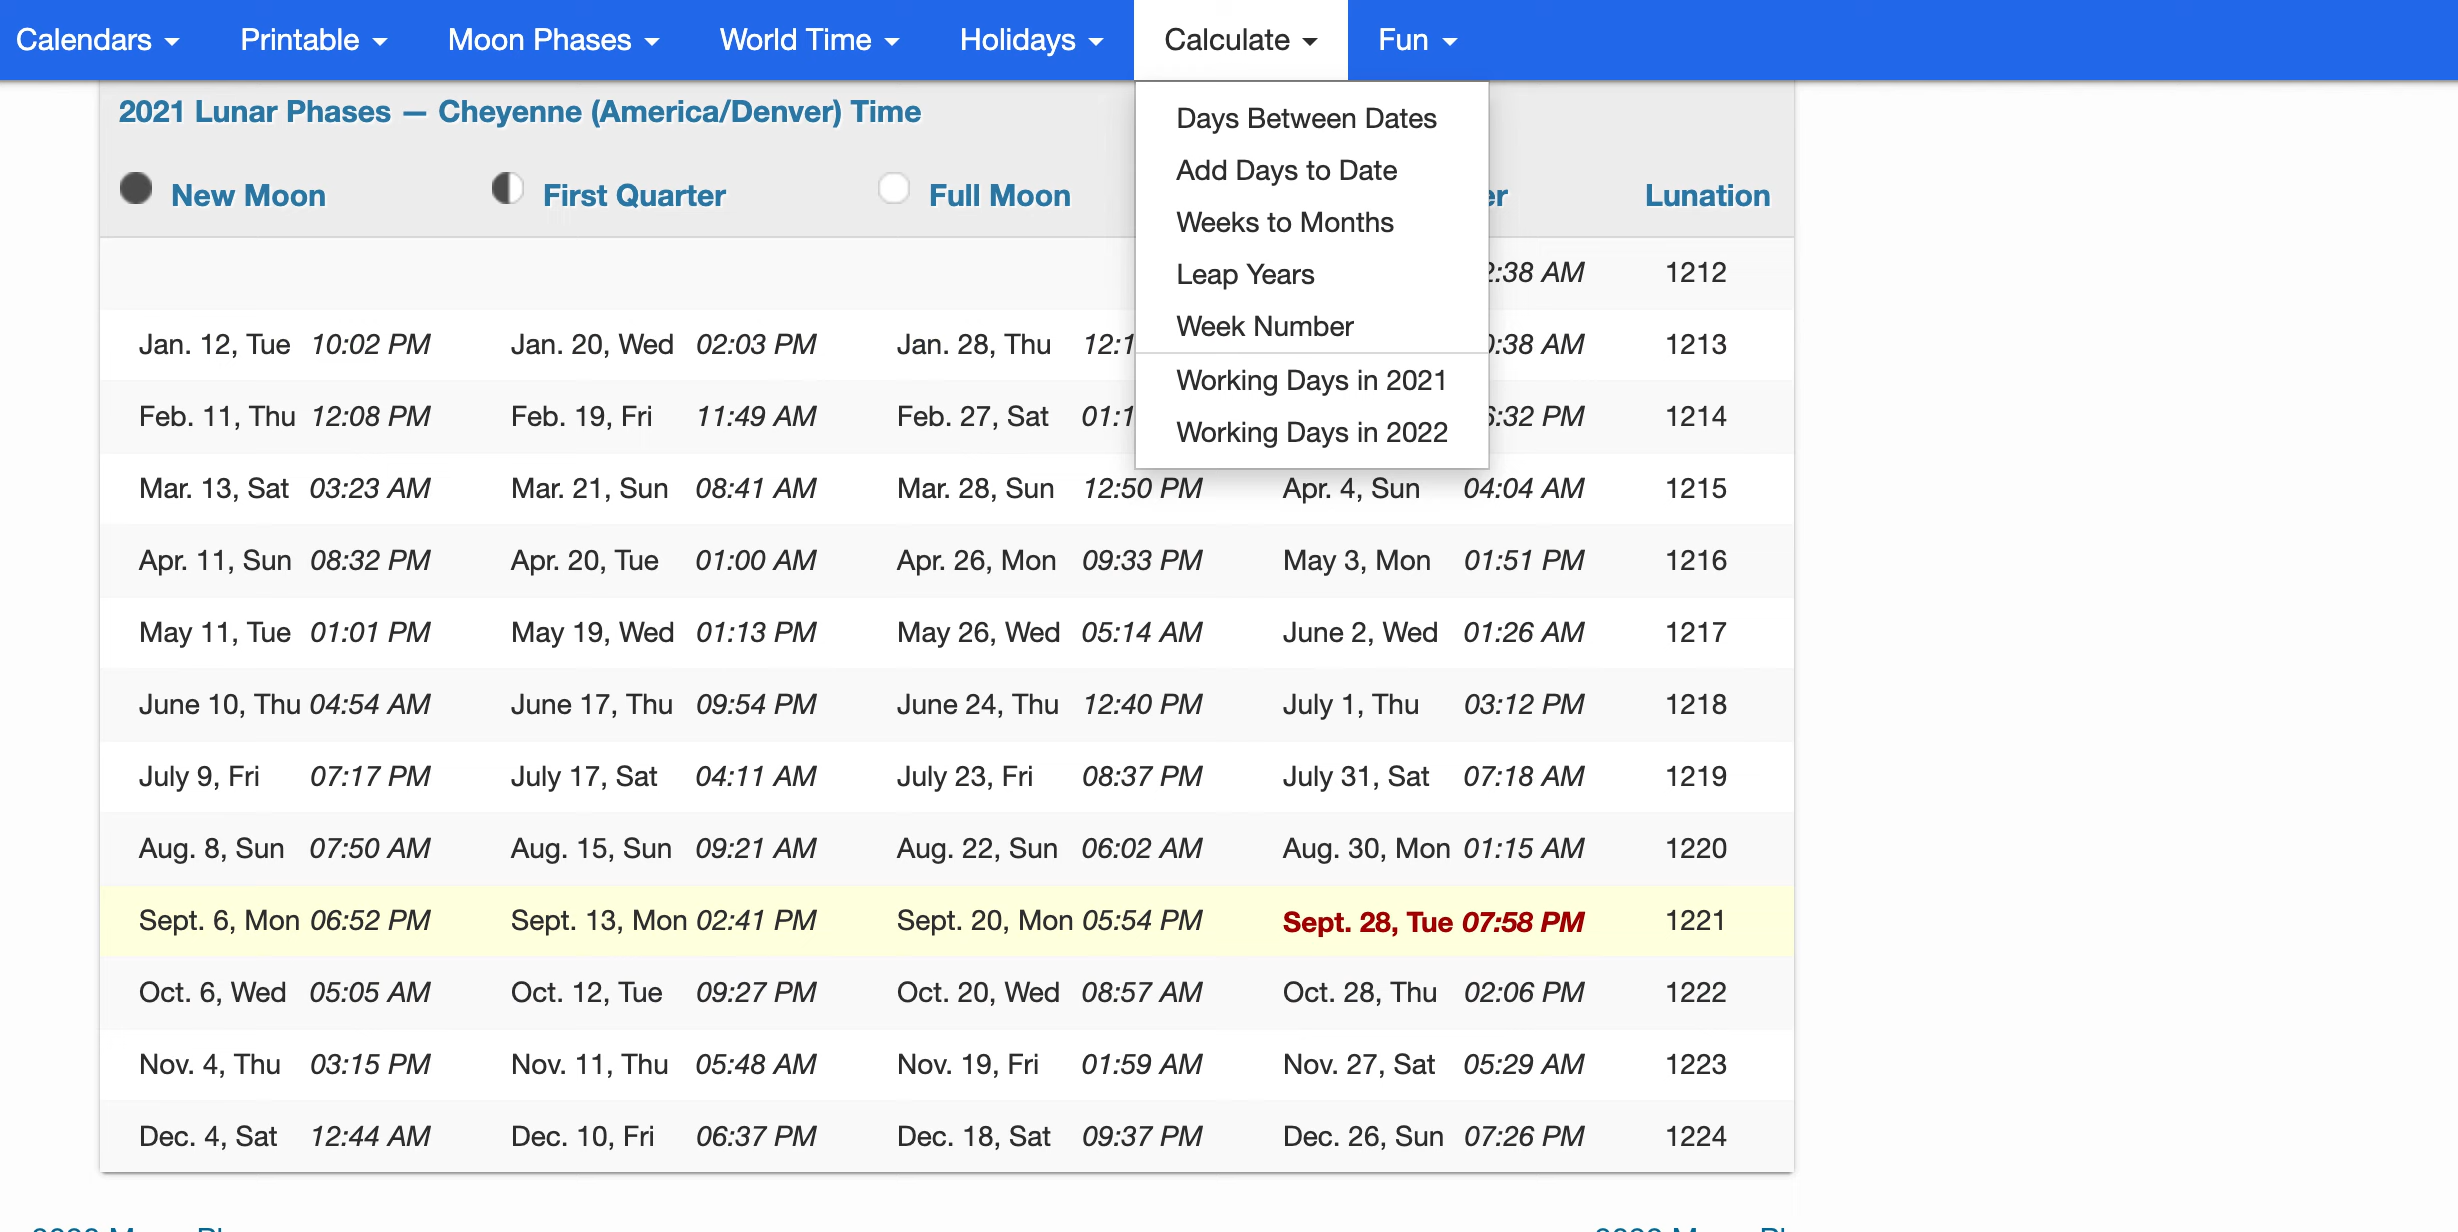 Calendars Printable Moon Phases World Time Holidays Calculate Fun
2021 Lunar Phases — Cheyenne (America/Denver) Time
Days Between Dates
Add Days to Date
Weeks to Months
Leap Years
Week Number
Working Days in 2021
Working Days in 2022
New Moon First Quarter Full Moon Lunation
:38 AM 1212
Jan. 12, Tue 10:02 PM Jan. 20, Wed 02:03 PM Jan. 28, Thu 12:1 :38 AM 1213
Feb. 11, Thu 12:08 PM Feb. 19, Fri 11:49 AM Feb. 27, Sat 01:1 :32 PM 1214
Mar. 13, Sat 03:23 AM Mar. 21, Sun 08:41 AM Mar. 28, Sun 12:50 PM Apr. 4, Sun 04:04 AM 1215
Apr. 11, Sun 08:32 PM Apr. 20, Tue 01:00 AM Apr. 26, Mon 09:33 PM May 3, Mon 01:51 PM 1216
May 11, Tue 01:01 PM May 19, Wed 01:13 PM May 26, Wed 05:14 AM June 2, Wed 01:26 AM 1217
June 10, Thu 04:54 AM June 17, Thu 09:54 PM June 24, Thu 12:40 PM July 1, Thu 03:12 PM 1218
July 9, Fri 07:17 PM July 17, Sat 04:11 AM July 23, Fri 08:37 PM July 31, Sat 07:18 AM 1219
Aug. 8, Sun 07:50 AM Aug. 15, Sun 09:21 AM Aug. 22, Sun 06:02 AM Aug. 30, Mon 01:15 AM 1220
Sept. 6, Mon 06:52 PM Sept. 13, Mon 02:41 PM Sept. 20, Mon 05:54 PM Sept. 28, Tue 07:58 PM 1221
Oct. 6, Wed 05:05 AM Oct. 12, Tue 09:27 PM Oct. 20, Wed 08:57 AM Oct. 28, Thu 02:06 PM 1222
Nov. 4, Thu 03:15 PM Nov. 11, Thu 05:48 AM Nov. 19, Fri 01:59 AM Nov. 27, Sat 05:29 AM 1223
Dec. 4, Sat 12:44 AM Dec. 10, Fri 06:37 PM Dec. 18, Sat 09:37 PM Dec. 26, Sun 07:26 PM 1224